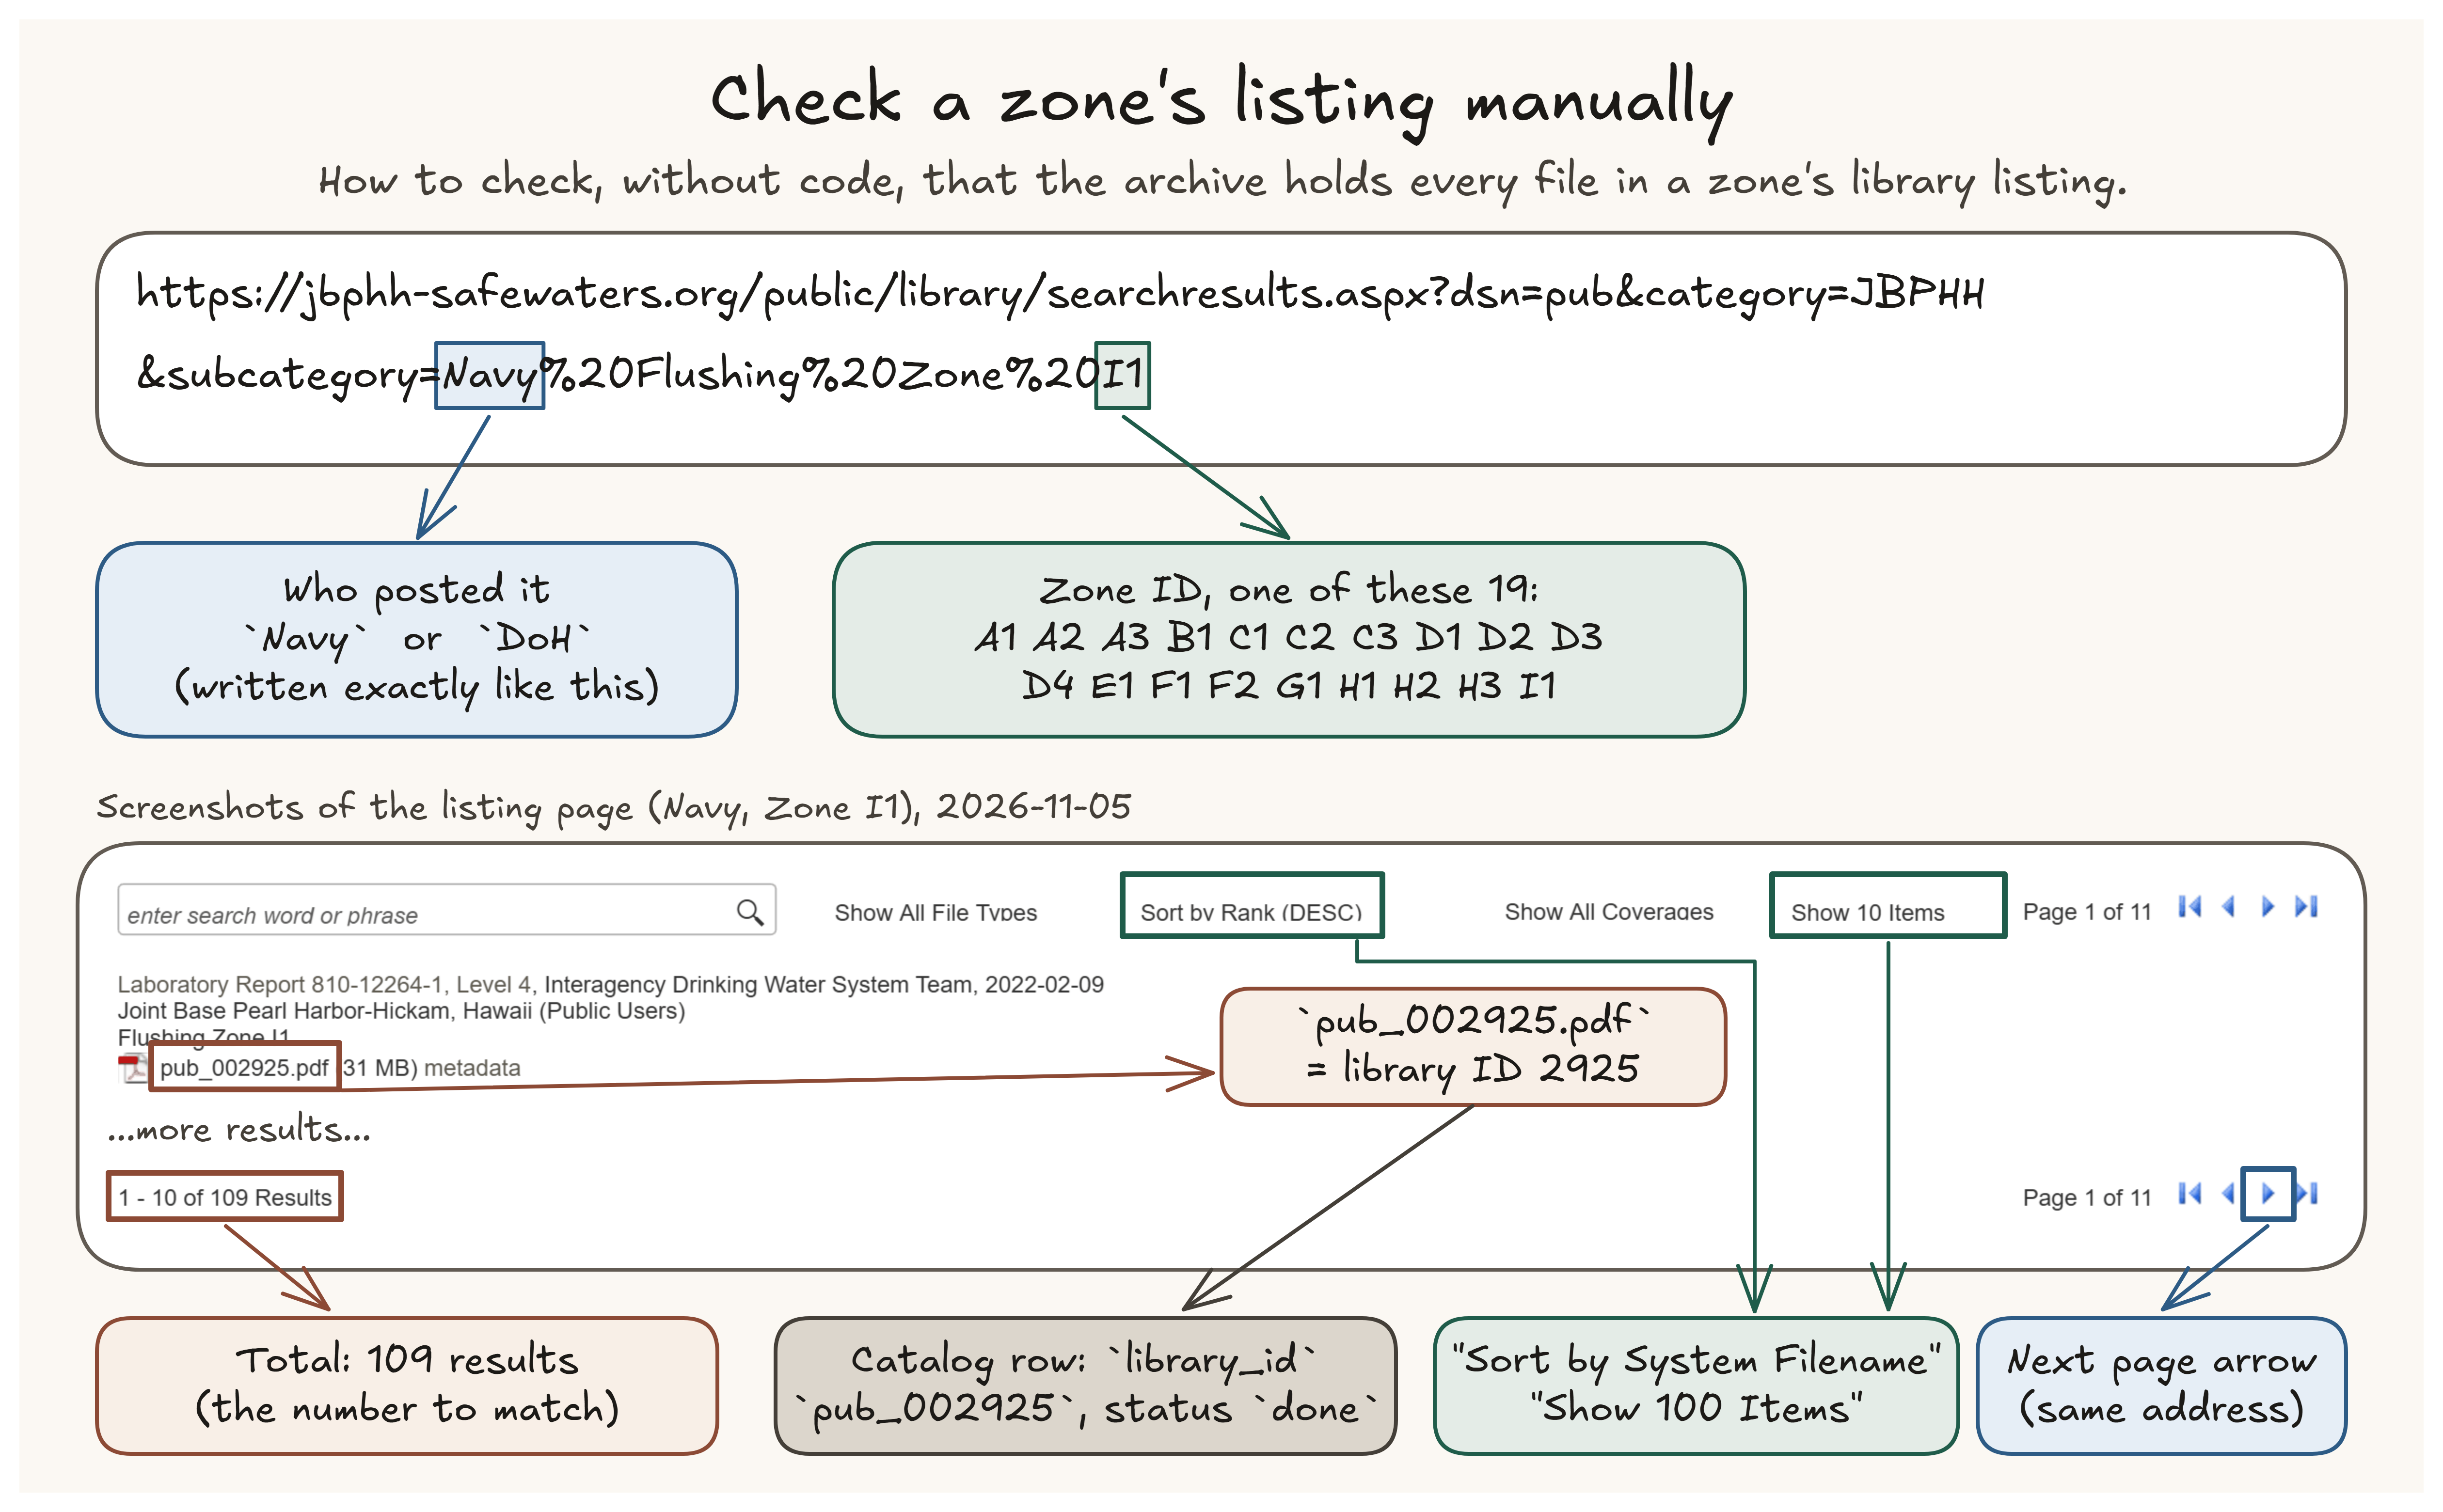 Check a zone's listing manually
How to check, without code, that the archive holds every file in a zone's library listing.
https://jbphh-safewaters.org/public/library/searchresults.aspx?dsn=pub&category=JBPHH
&subcategory=Navy%20Flushing%20Zone%20I1
Who posted it
`Navy` or `DoH`
(written exactly like this)
Zone ID, one of these 19:
A1 A2 A3 B1 C1 C2 C3 D1 D2 D3
D4 E1 F1 F2 G1 H1 H2 H3 I1
Screenshots of the listing page (Navy, Zone I1), 2026-11-05
enter search word or phrase
Show All File Types
Sort by Rank (DESC)
Show All Coverages
Show 10 Items
Page 1 of 11
Laboratory Report 810-12264-1, Level 4, Interagency Drinking Water System Team, 2022-02-09
Joint Base Pearl Harbor-Hickam, Hawaii (Public Users)
Flushing Zone I1
pub_002925.pdf 31 MB) metadata
`pub_002925.pdf`
= library ID 2925
...more results...
1 - 10 of 109 Results
Page 1 of 11
Total: 109 results
(the number to match)
Catalog row: `library_id`
`pub_002925`, status `done`
"Sort by System Filename"
"Show 100 Items"
Next page arrow
(same address)